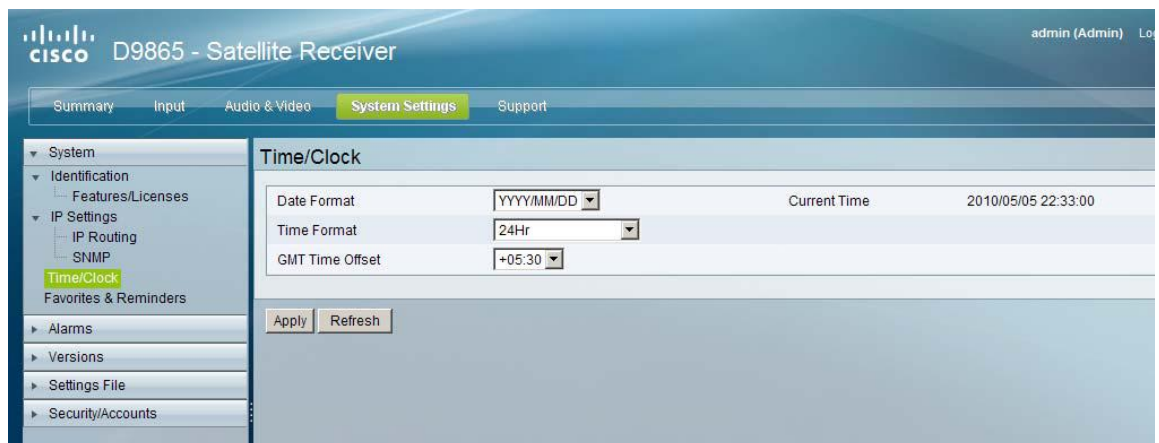 admin (Admin)
CISCO D9865 - Satellite Receiver
Summary Input Audio & Video System Settings Support
System
Identification
Features/Licenses
IP Settings
IP Routing
SNMP
Time/Clock
Favorites & Reminders
Alarms
Versions
Settings File
Security/Accounts
Time/Clock
Date Format YYYY/MM/DD Current Time 2010/05/05 22:33:00
Time Format 24Hr
GMT Time Offset +05:30
Apply Refresh